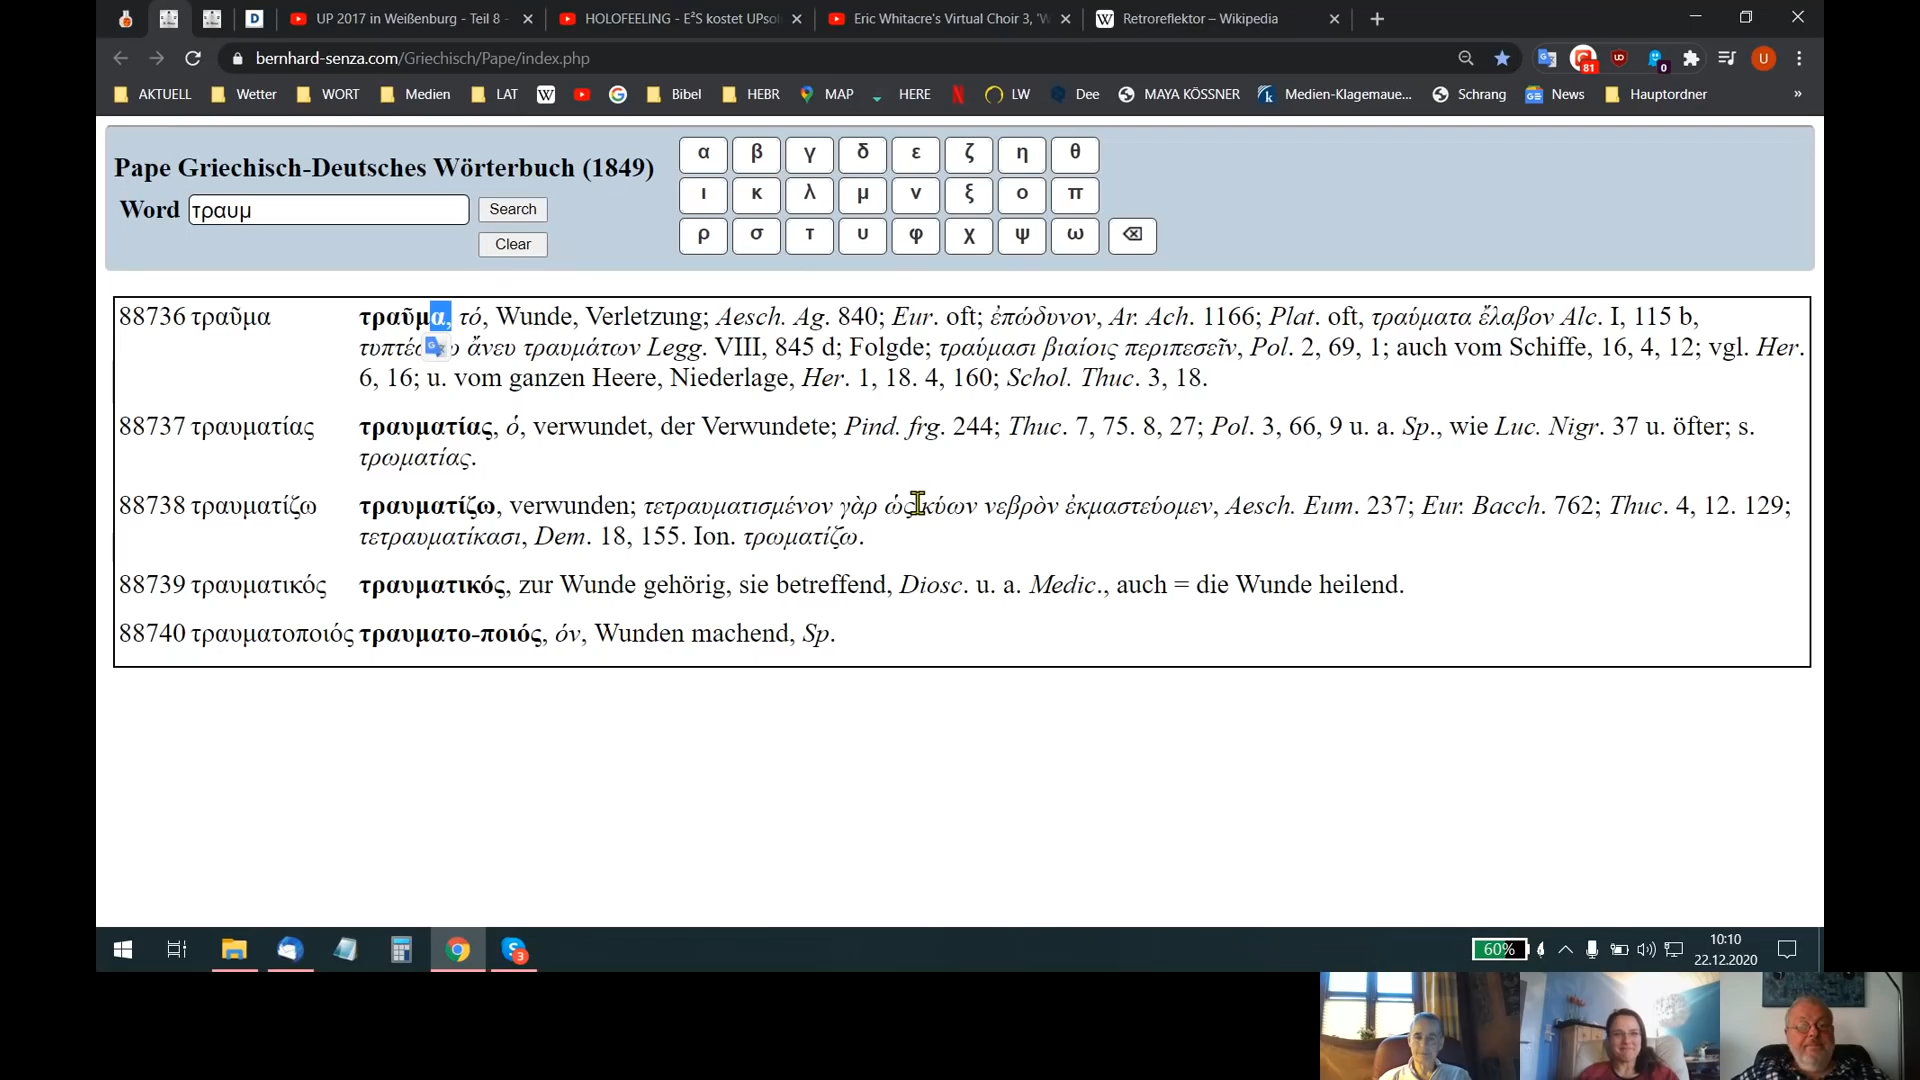 UP 2017 in Weißenburg - Teil 8 - HOLOFEELING - E²S kostet UPsol Eric Whitacre's Virtual Choir 3, 'W Retroreflektor – Wikipedia
bernhard-senza.com/Griechisch/Pape/index.php 81 0 U
AKTUELL Wetter WORT Medien LAT Bibel HEBR MAP HERE LW Dee MAYA KÖSSNER Medien-Klagemaue... Schrang News Hauptordner »
Pape Griechisch-Deutsches Wörterbuch (1849)
Word τραυμ Search
Clear
α β γ δ ε ζ η θ
ι κ λ μ ν ξ ο π
ρ σ τ υ φ χ ψ ω
88736 τραῦμα τραῦμα, τό, Wunde, Verletzung; Aesch. Ag. 840; Eur. oft; ἐπώδυνον, Ar. Ach. 1166; Plat. oft, τραύματα ἔλαβον Alc. I, 115 b,
ἄνευ τραυμάτων Legg. VIII, 845 d; Folgde; τραύμασι βιαίοις περιπεσεῖν, Pol. 2, 69, 1; auch vom Schiffe, 16, 4, 12; vgl. Her.
6, 16; u. vom ganzen Heere, Niederlage, Her. 1, 18. 4, 160; Schol. Thuc. 3, 18.
88737 τραυματίας τραυματίας, ὁ, verwundet, der Verwundete; Pind. frg. 244; Thuc. 7, 75. 8, 27; Pol. 3, 66, 9 u. a. Sp., wie Luc. Nigr. 37 u. öfter; s.
τρωματίας.
88738 τραυματίζω τραυματίζω, verwunden; τετραυματισμένον γὰρ ὡς κύων νεβρὸν ἐκμαστεύομεν, Aesch. Eum. 237; Eur. Bacch. 762; Thuc. 4, 12. 129;
τετραυματίκασι, Dem. 18, 155. Ion. τρωματίζω.
88739 τραυματικός τραυματικός, zur Wunde gehörig, sie betreffend, Diosc. u. a. Medic., auch = die Wunde heilend.
88740 τραυματοποιός τραυματο-ποιός, όν, Wunden machend, Sp.
3 60% 10:10
22.12.2020